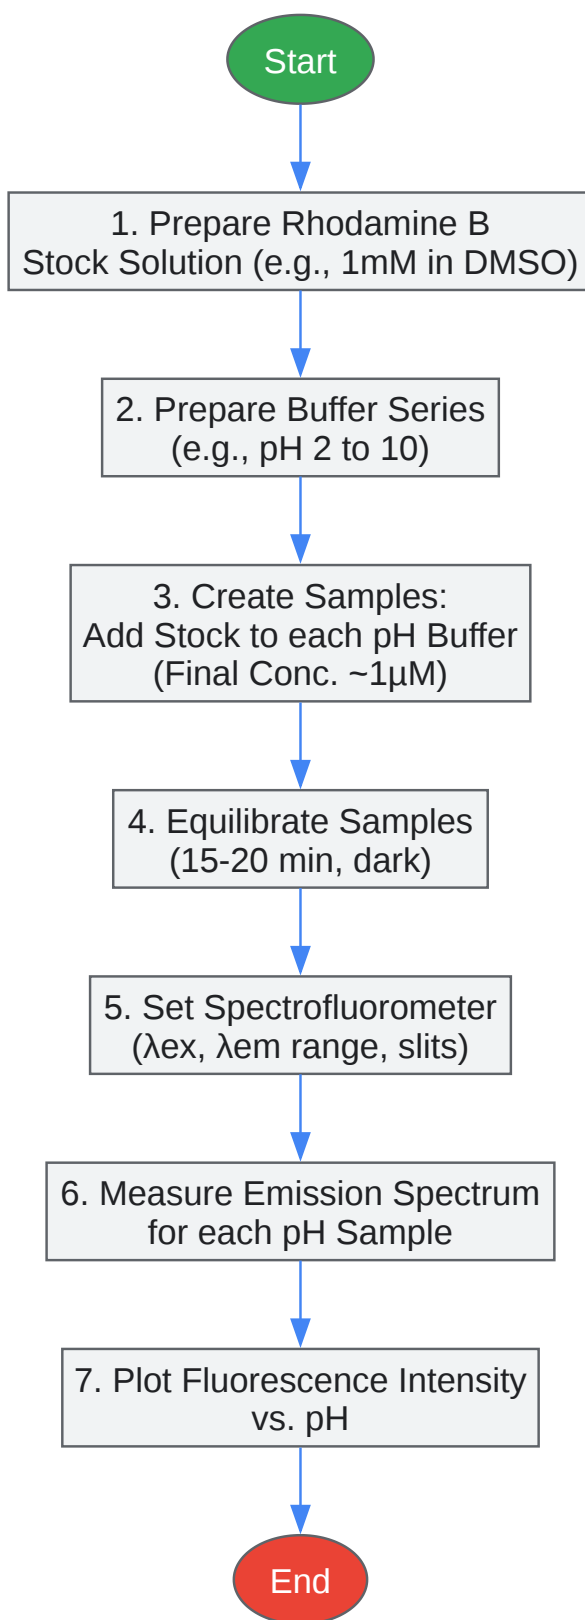 Start
1. Prepare Rhodamine B
Stock Solution (e.g., 1mM in DMSO)
2. Prepare Buffer Series
(e.g., pH 2 to 10)
3. Create Samples:
Add Stock to each pH Buffer
(Final Conc. ~1µM)
4. Equilibrate Samples
(15-20 min, dark)
5. Set Spectrofluorometer
(λex, λem range, slits)
6. Measure Emission Spectrum
for each pH Sample
7. Plot Fluorescence Intensity
vs. pH
End